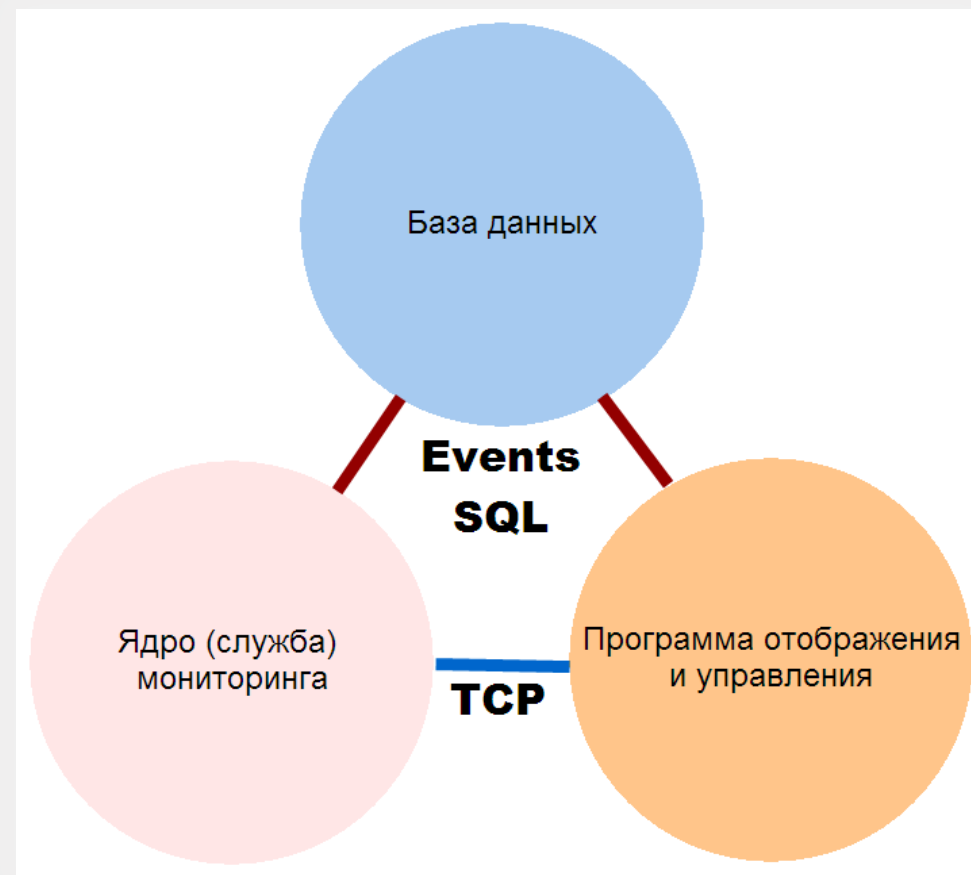 База данных
Events
SQL
Ядро (служба)
мониторинга
Программа отображения
и управления
TCP